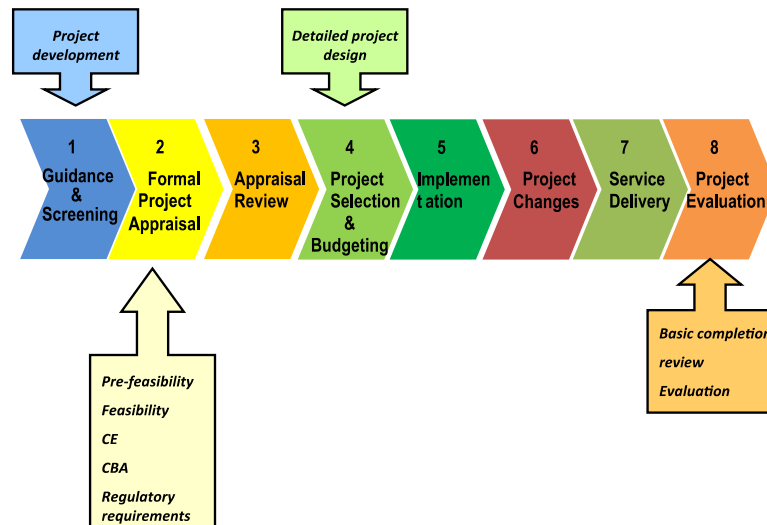 Project
development
Detailed project
design
1
Guidance
&
Screening
2
Formal
Project
Appraisal
3
Appraisal
Review
4
Project
Selection
&
Budgeting
5
Implemen
t ation
6
Project
Changes
7
Service
Delivery
8
Project
Evaluation
Pre-feasibility
Feasibility
CE
CBA
Regulatory
requirements
Basic completion
review
Evaluation